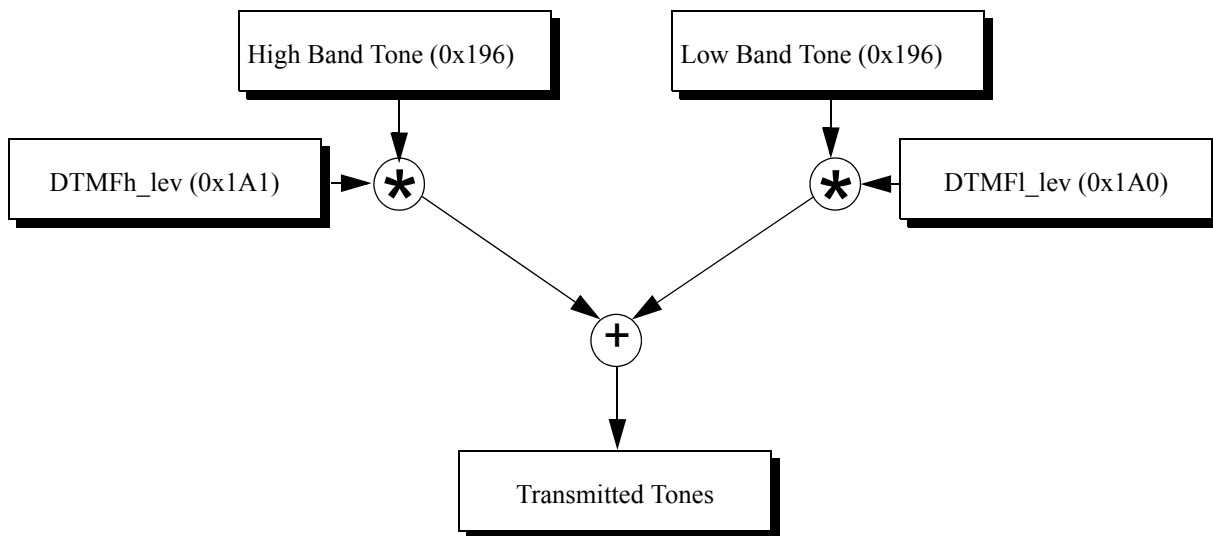 High Band Tone (0x196)
Low Band Tone (0x196)
DTMFh_lev (0x1A1)
*
*
DTMFl_lev (0x1A0)
+
Transmitted Tones